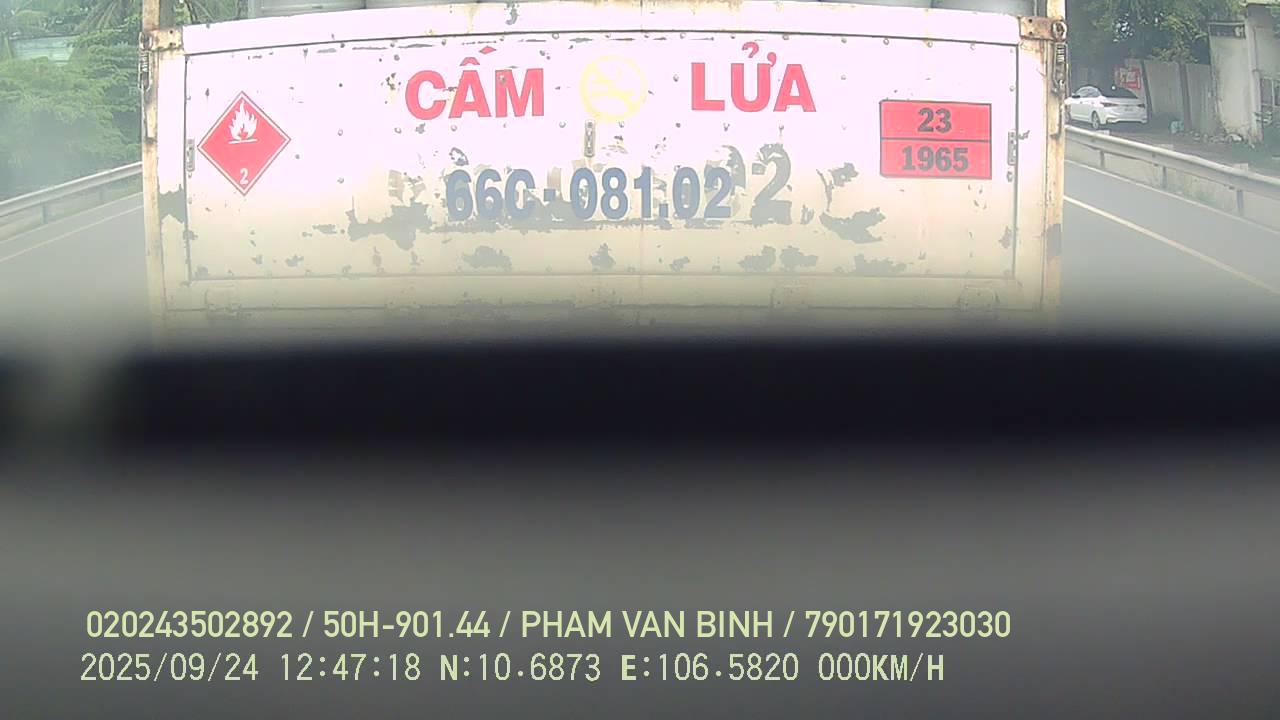 CẤM LỬA
2
23
1965
66C-081.02
2
020243502892 / 50H-901.44 / PHAM VAN BINH / 790171923030
2025/09/24 12:47:18 N:10.6873 E:106.5820 000KM/H